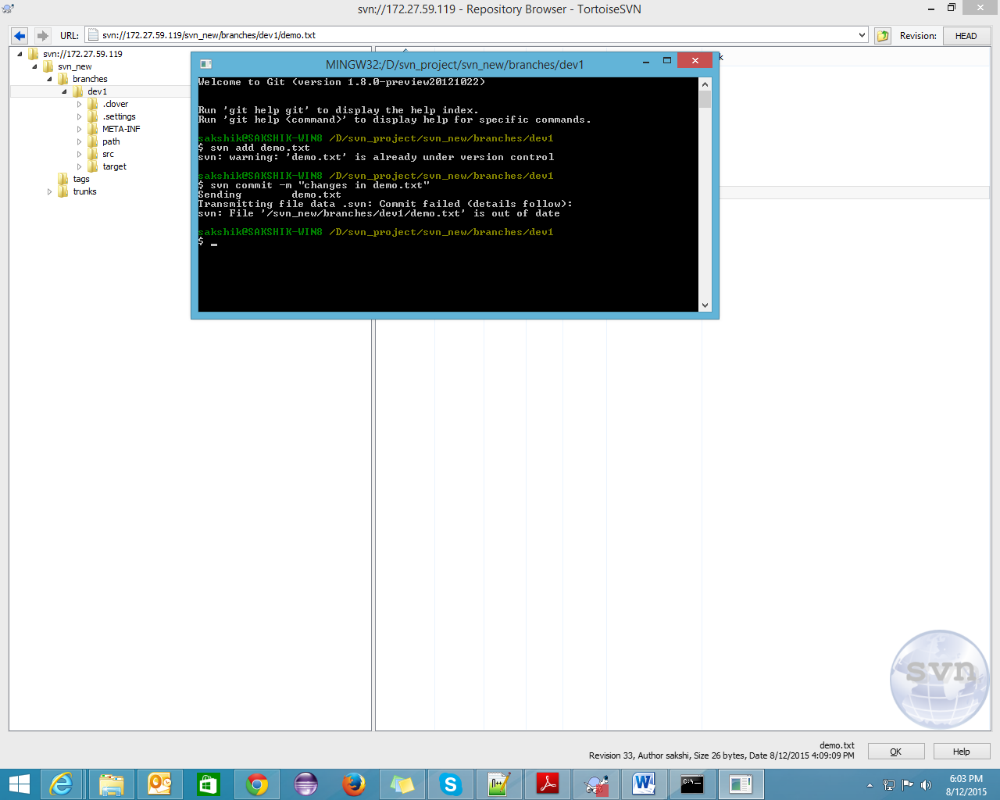 svn://172.27.59.119 - Repository Browser - TortoiseSVN
URL: svn://172.27.59.119/svn_new/branches/dev1/demo.txt Revision: HEAD
svn://172.27.59.119
svn_new
branches
dev1
.clover
.settings
META-INF
path
src
target
tags
trunks
MINGW32:/D/svn_project/svn_new/branches/dev1
Welcome to Git (version 1.8.0-preview20121022)
Run 'git help git' to display the help index.
Run 'git help <command>' to display help for specific commands.
sakshik@SAKSHIK-WIN8 /D/svn_project/svn_new/branches/dev1
$ svn add demo.txt
svn: warning: 'demo.txt' is already under version control
sakshik@SAKSHIK-WIN8 /D/svn_project/svn_new/branches/dev1
$ svn commit -m "changes in demo.txt"
Sending        demo.txt
Transmitting file data .svn: Commit failed (details follow):
svn: File '/svn_new/branches/dev1/demo.txt' is out of date
sakshik@SAKSHIK-WIN8 /D/svn_project/svn_new/branches/dev1
$
svn
demo.txt
Revision 33, Author sakshi, Size 26 bytes, Date 8/12/2015 4:09:09 PM
OK
Help
6:03 PM
8/12/2015